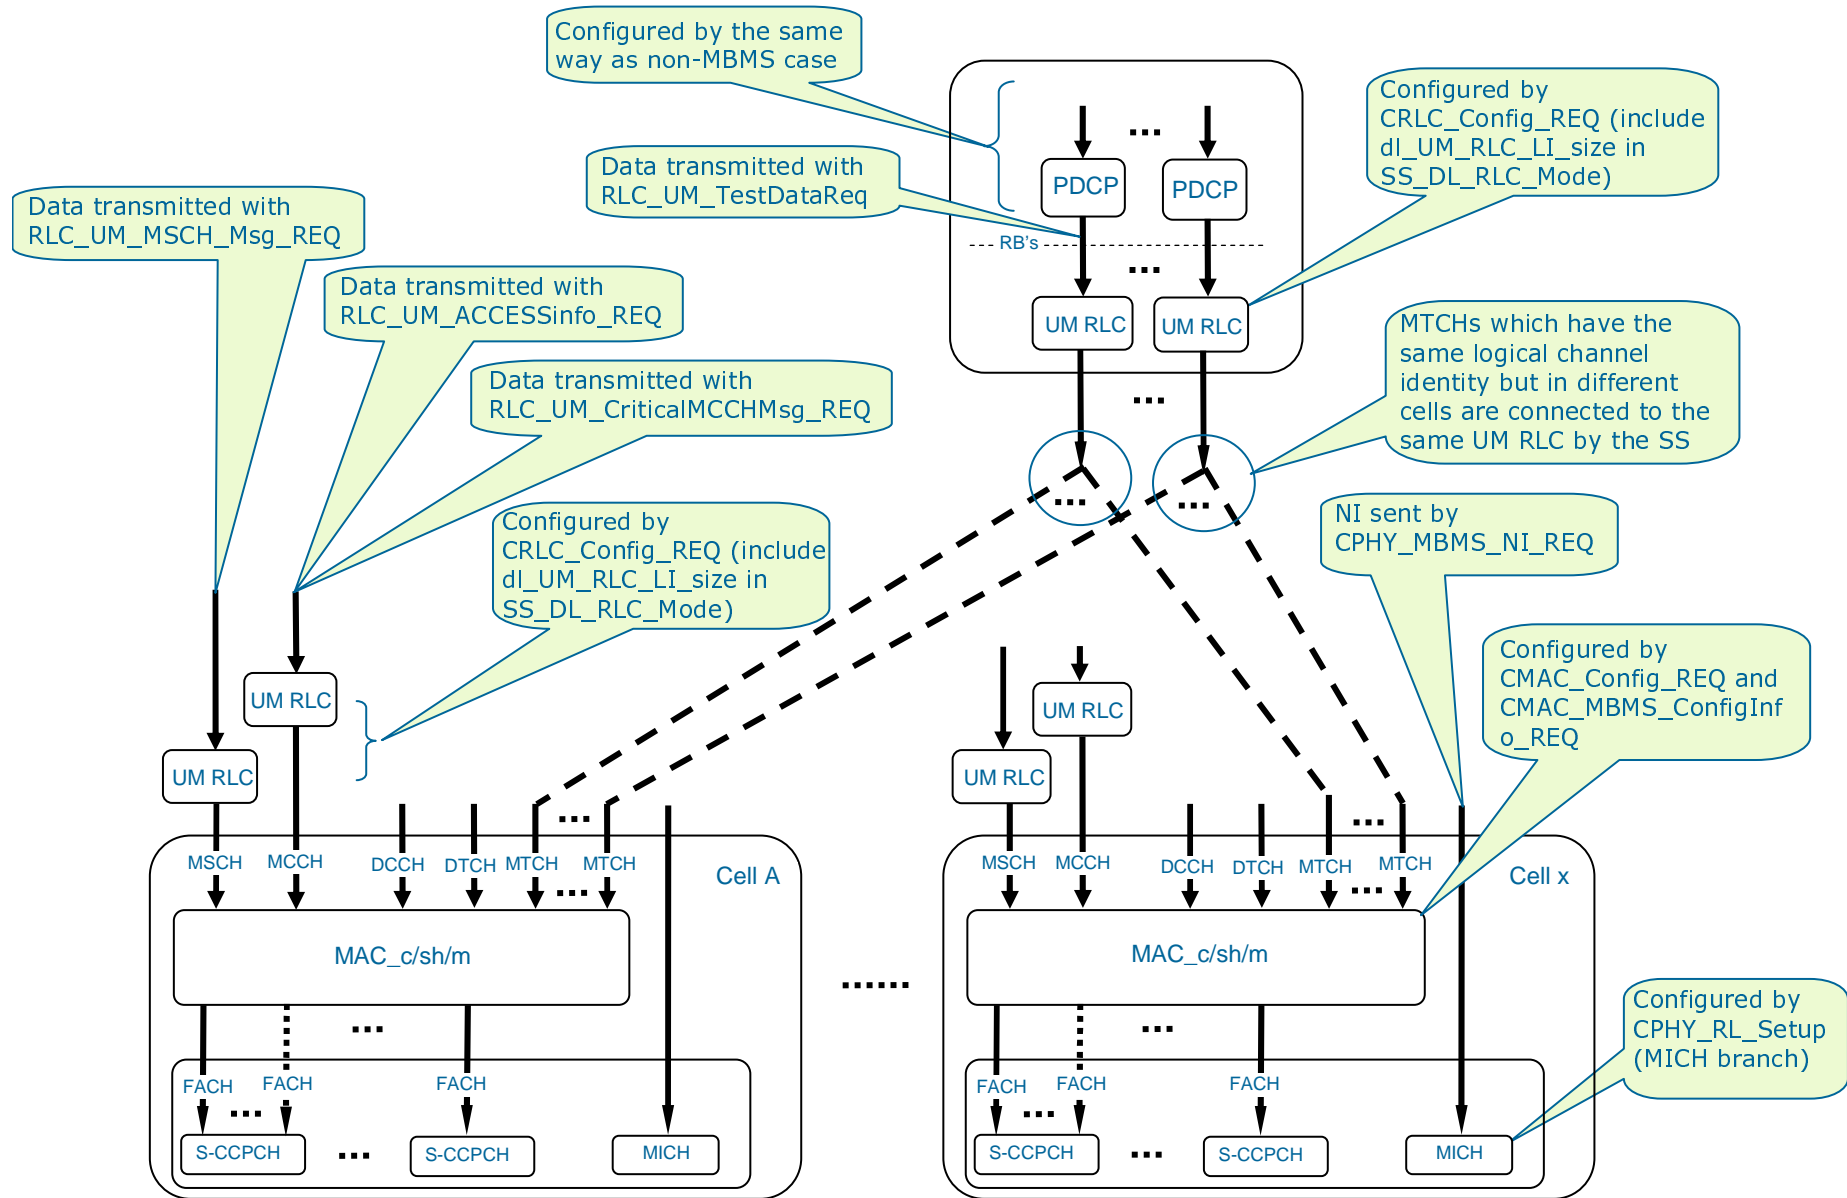 Configured by the same
way as non-MBMS case
Configured by
CRLC_Config_REQ (include
dl_UM_RLC_LI_size in
SS_DL_RLC_Mode)
Data transmitted with
RLC_UM_TestDataReq
PDCP
PDCP
Data transmitted with
RLC_UM_MSCH_Msg_REQ
RB's
Data transmitted with
RLC_UM_ACCESSinfo_REQ
UM RLC
UM RLC
MTCHs which have the
same logical channel
identity but in different
cells are connected to the
same UM RLC by the SS
Data transmitted with
RLC_UM_CriticalMCCHMsg_REQ
NI sent by
CPHY_MBMS_NI_REQ
Configured by
CRLC_Config_REQ (include
dl_UM_RLC_LI_size in
SS_DL_RLC_Mode)
Configured by
CMAC_Config_REQ and
CMAC_MBMS_ConfigInf
o_REQ
UM RLC
UM RLC
UM RLC
UM RLC
MSCH
MCCH
DCCH
DTCH
MTCH
MTCH
Cell A
MSCH
MCCH
DCCH
DTCH
MTCH
MTCH
Cell x
MAC_c/sh/m
MAC_c/sh/m
Configured by
CPHY_RL_Setup
(MICH branch)
FACH
FACH
FACH
FACH
FACH
FACH
S-CCPCH
S-CCPCH
MICH
S-CCPCH
S-CCPCH
MICH